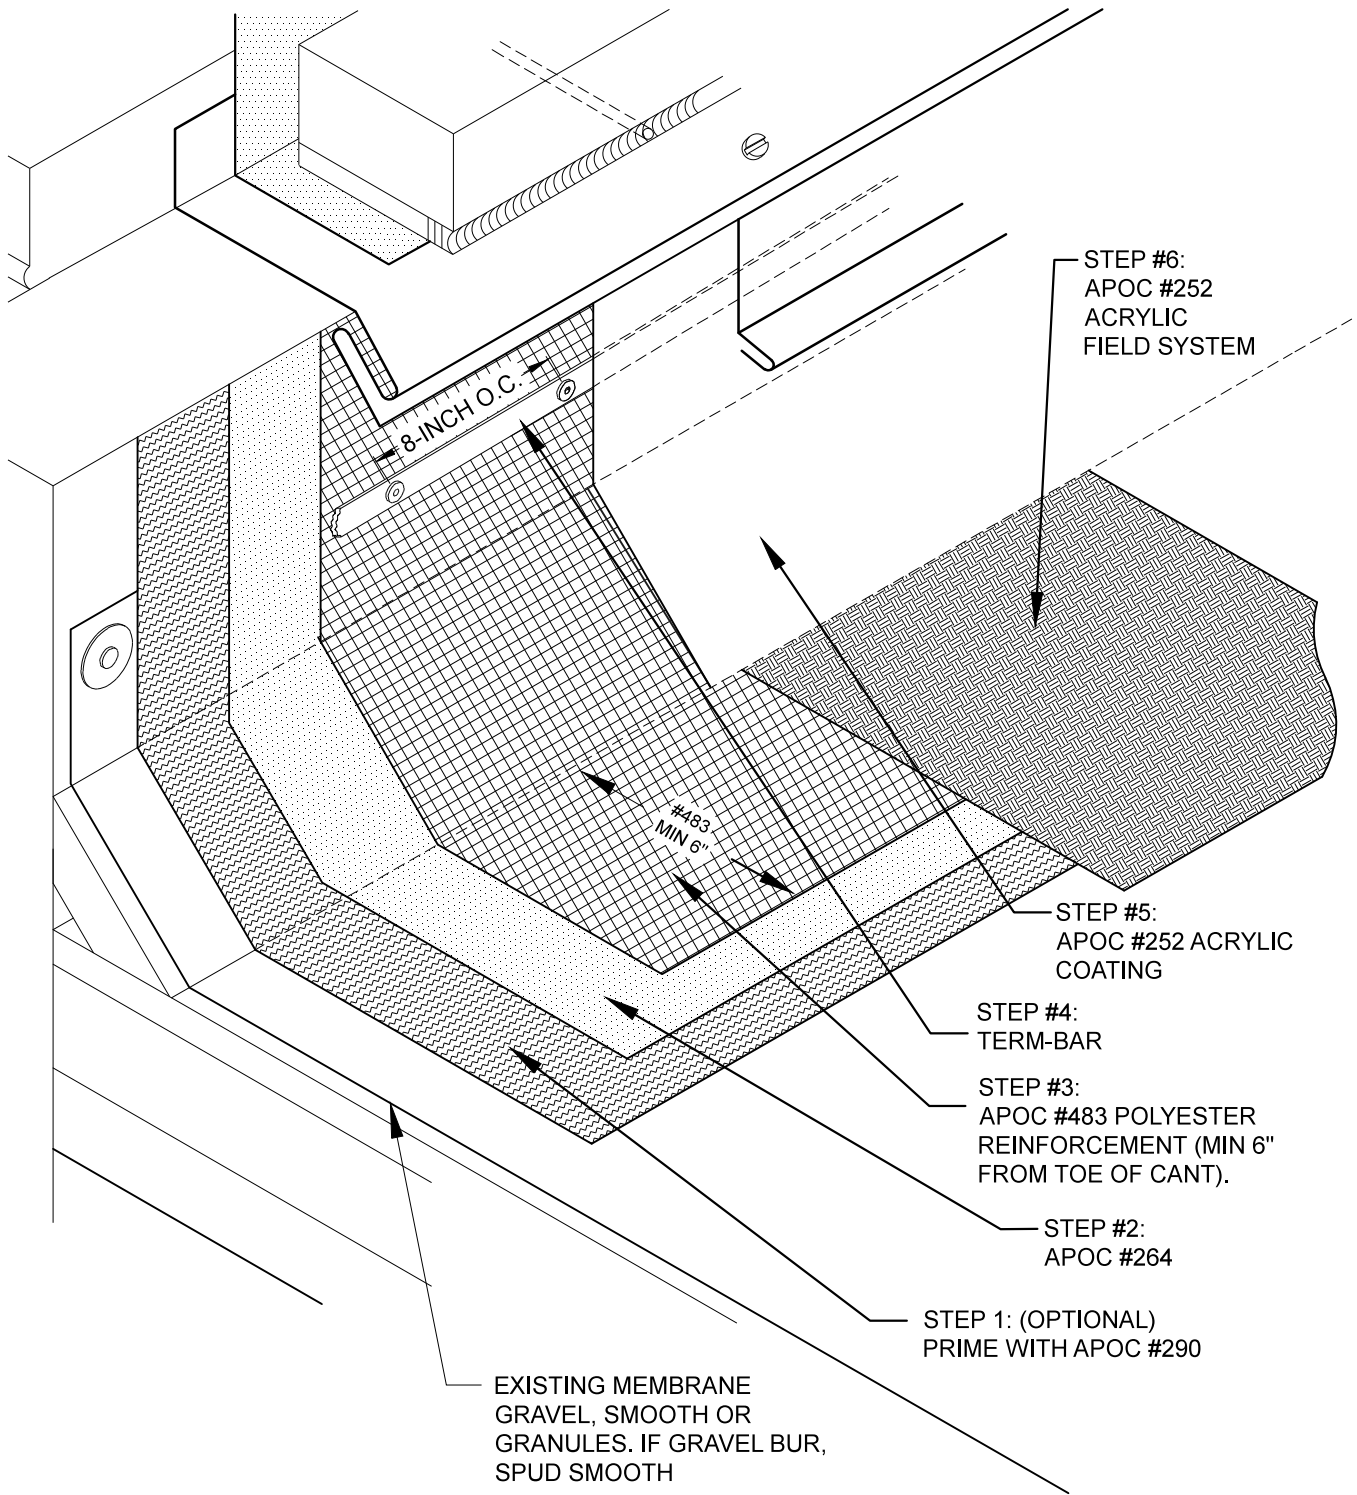 STEP #6:
APOC #252
ACRYLIC
FIELD SYSTEM
8-INCH O.C.
#483
MIN 6"
STEP #5:
APOC #252 ACRYLIC
COATING
STEP #4:
TERM-BAR
STEP #3:
APOC #483 POLYESTER
REINFORCEMENT (MIN 6"
FROM TOE OF CANT).
STEP #2:
APOC #264
STEP 1: (OPTIONAL)
PRIME WITH APOC #290
EXISTING MEMBRANE
GRAVEL, SMOOTH OR
GRANULES. IF GRAVEL BUR,
SPUD SMOOTH